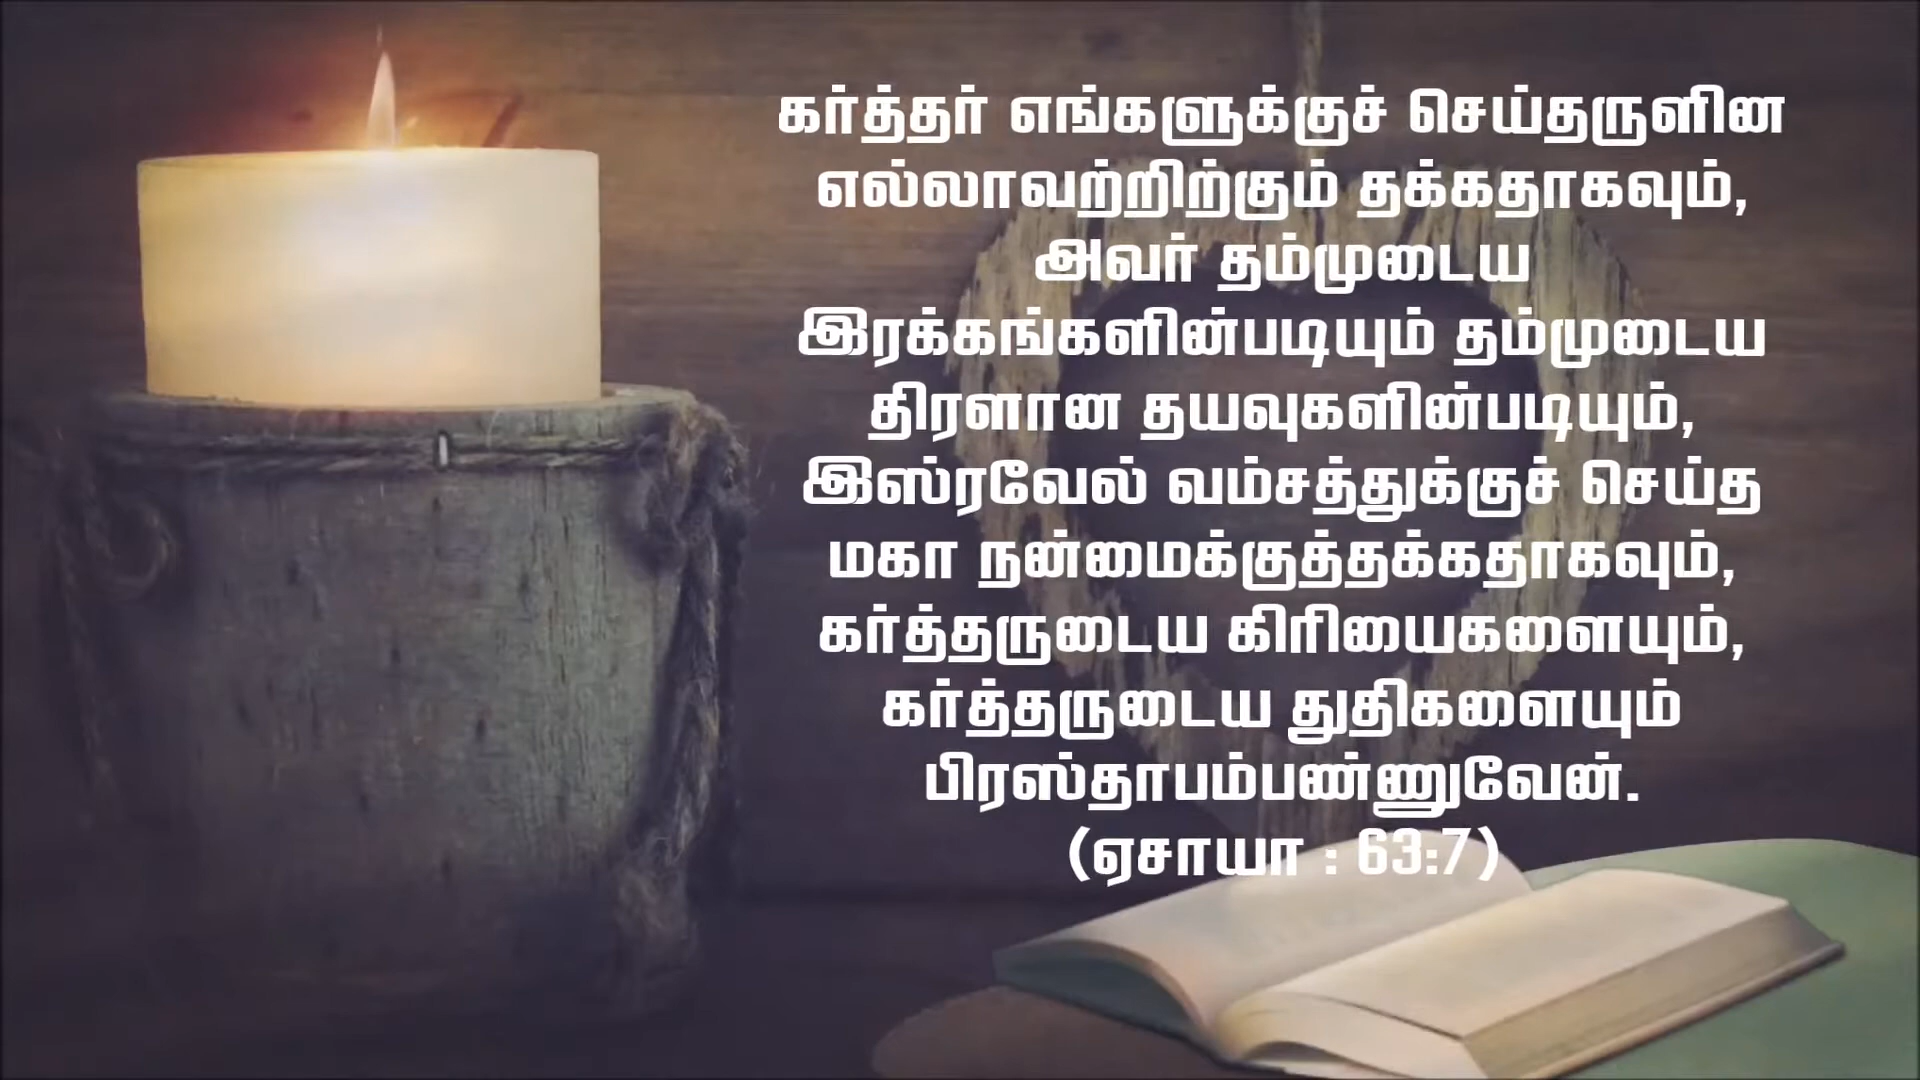 கர்த்தர் எங்களுக்குச் செய்தருளின
எல்லாவற்றிற்கும் தக்கதாகவும்,
அவர் தம்முடைய
இரக்கங்களின்படியும் தம்முடைய
திரளான தயவுகளின்படியும்,
இஸ்ரவேல் வம்சத்துக்குச் செய்த
மகா நன்மைக்குத்தக்கதாகவும்,
கர்த்தருடைய கிரியைகளையும்,
கர்த்தருடைய துதிகளையும்
பிரஸ்தாபம்பண்ணுவேன்.
(ஏசாயா : 63:7)